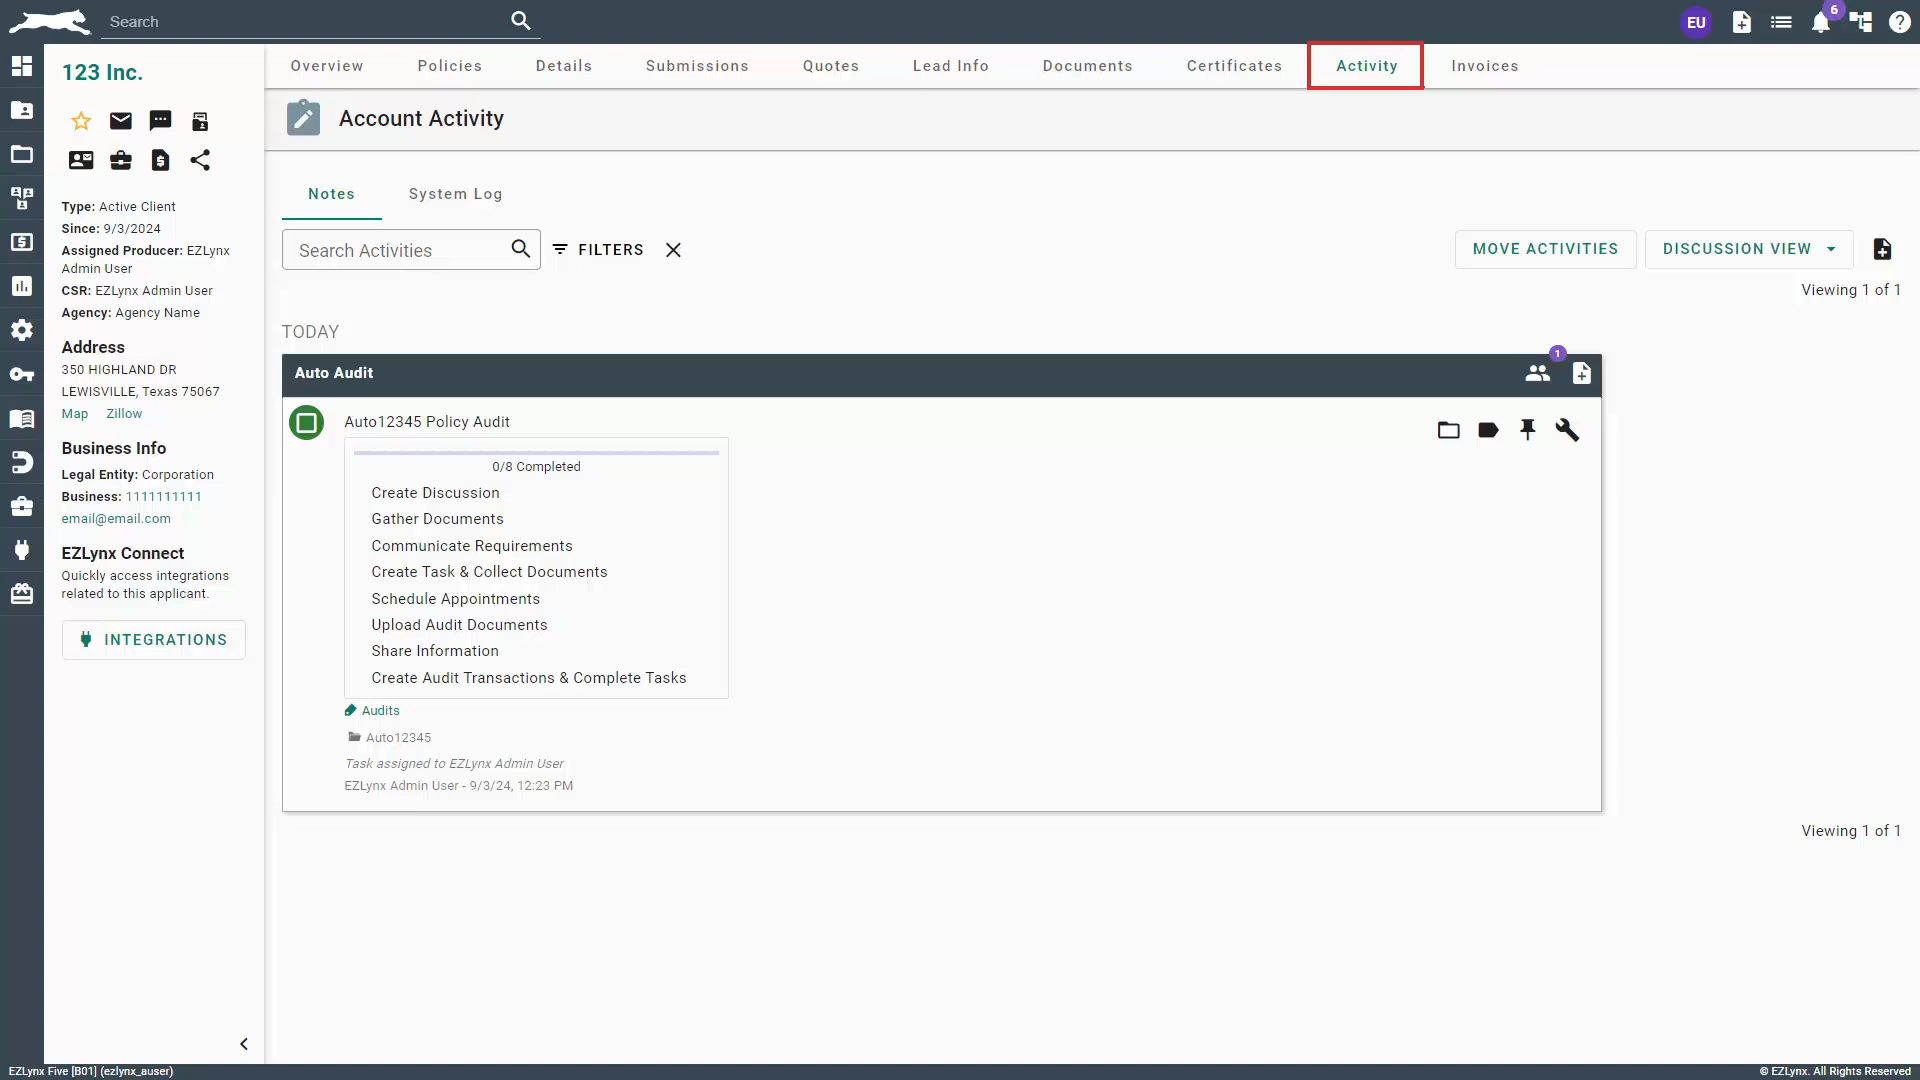 Search
EU
6
123 Inc.
Overview
Policies
Details
Submissions
Quotes
Lead Info
Documents
Certificates
Activity
Invoices
Account Activity
Type: Active Client
Since: 9/3/2024
Assigned Producer: EZLynx
Admin User
CSR: EZLynx Admin User
Agency: Agency Name
Address
350 HIGHLAND DR
LEWISVILLE, Texas 75067
Map Zillow
Business Info
Legal Entity: Corporation
Business: 1111111111
email@email.com
EZLynx Connect
Quickly access integrations
related to this applicant.
INTEGRATIONS
Notes
System Log
Search Activities
FILTERS
MOVE ACTIVITIES
DISCUSSION VIEW
Viewing 1 of 1
TODAY
Auto Audit
1
Auto12345 Policy Audit
0/8 Completed
Create Discussion
Gather Documents
Communicate Requirements
Create Task & Collect Documents
Schedule Appointments
Upload Audit Documents
Share Information
Create Audit Transactions & Complete Tasks
Audits
Auto12345
Task assigned to EZLynx Admin User
EZLynx Admin User - 9/3/24, 12:23 PM
Viewing 1 of 1
EZLynx Five [B01] (ezlynx_auser)
© EZLynx. All Rights Reserved